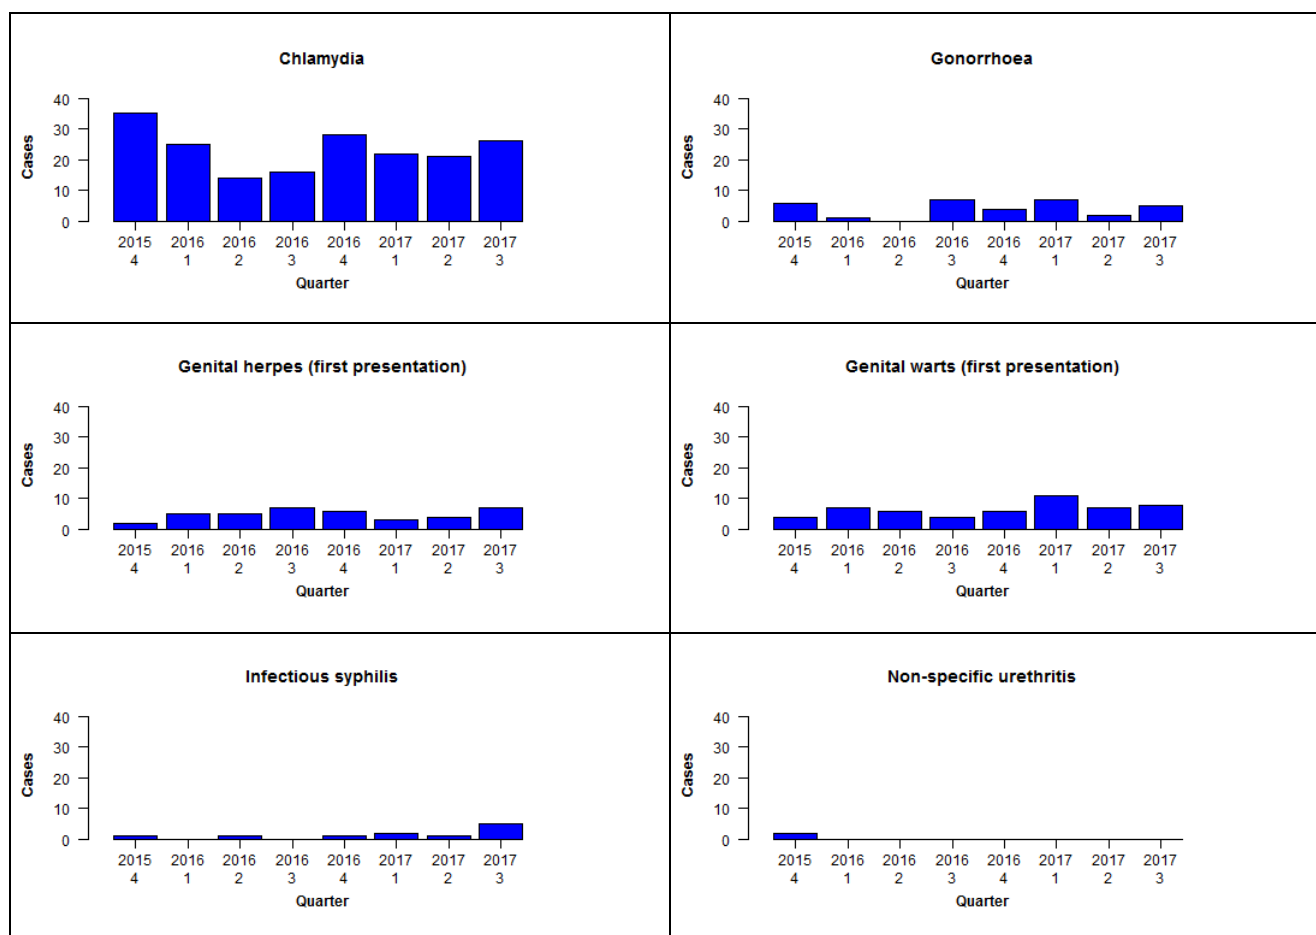 Chlamydia
40
30
20
10
0
Cases
2015 2016 2016 2016 2016 2017 2017 2017
4 1 2 3 4 1 2 3
Quarter
Gonorrhoea
40
30
20
10
0
Cases
2015 2016 2016 2016 2016 2017 2017 2017
4 1 2 3 4 1 2 3
Quarter
Genital herpes (first presentation)
40
30
20
10
0
Cases
2015 2016 2016 2016 2016 2017 2017 2017
4 1 2 3 4 1 2 3
Quarter
Genital warts (first presentation)
40
30
20
10
0
Cases
2015 2016 2016 2016 2016 2017 2017 2017
4 1 2 3 4 1 2 3
Quarter
Infectious syphilis
40
30
20
10
0
Cases
2015 2016 2016 2016 2016 2017 2017 2017
4 1 2 3 4 1 2 3
Quarter
Non-specific urethritis
40
30
20
10
0
Cases
2015 2016 2016 2016 2016 2017 2017 2017
4 1 2 3 4 1 2 3
Quarter